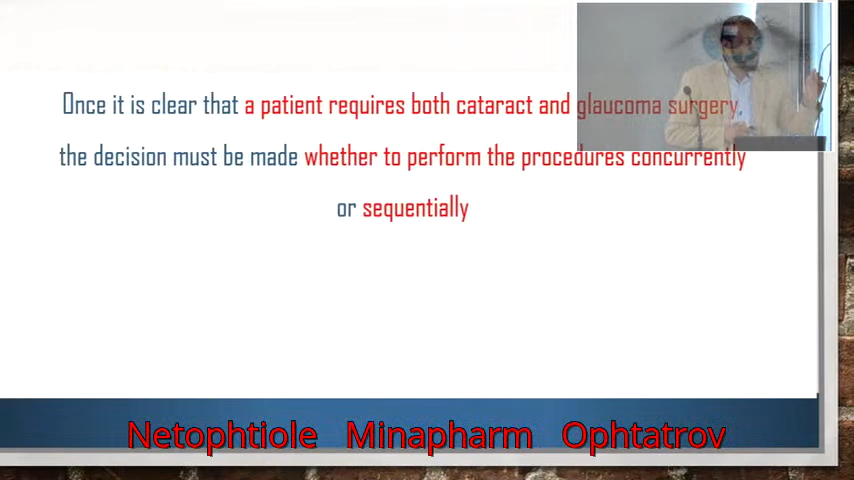 Once it is clear that a patient requires both cataract and glaucoma surgery,
the decision must be made whether to perform the procedures concurrently
or sequentially
Netophtiole Minapharm Ophtatrov